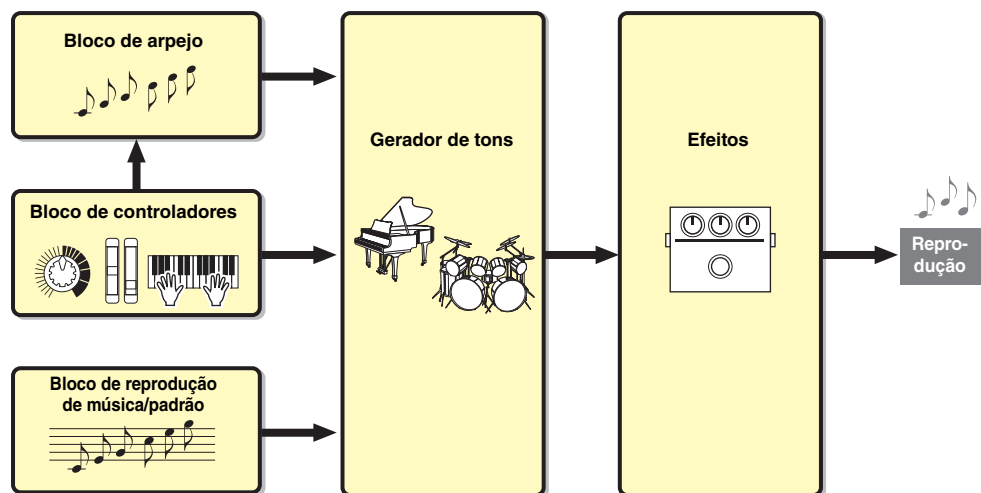 Bloco de arpejo
Gerador de tons
Efeitos
Bloco de controladores
Repro-
dução
Bloco de reprodução
de música/padrão